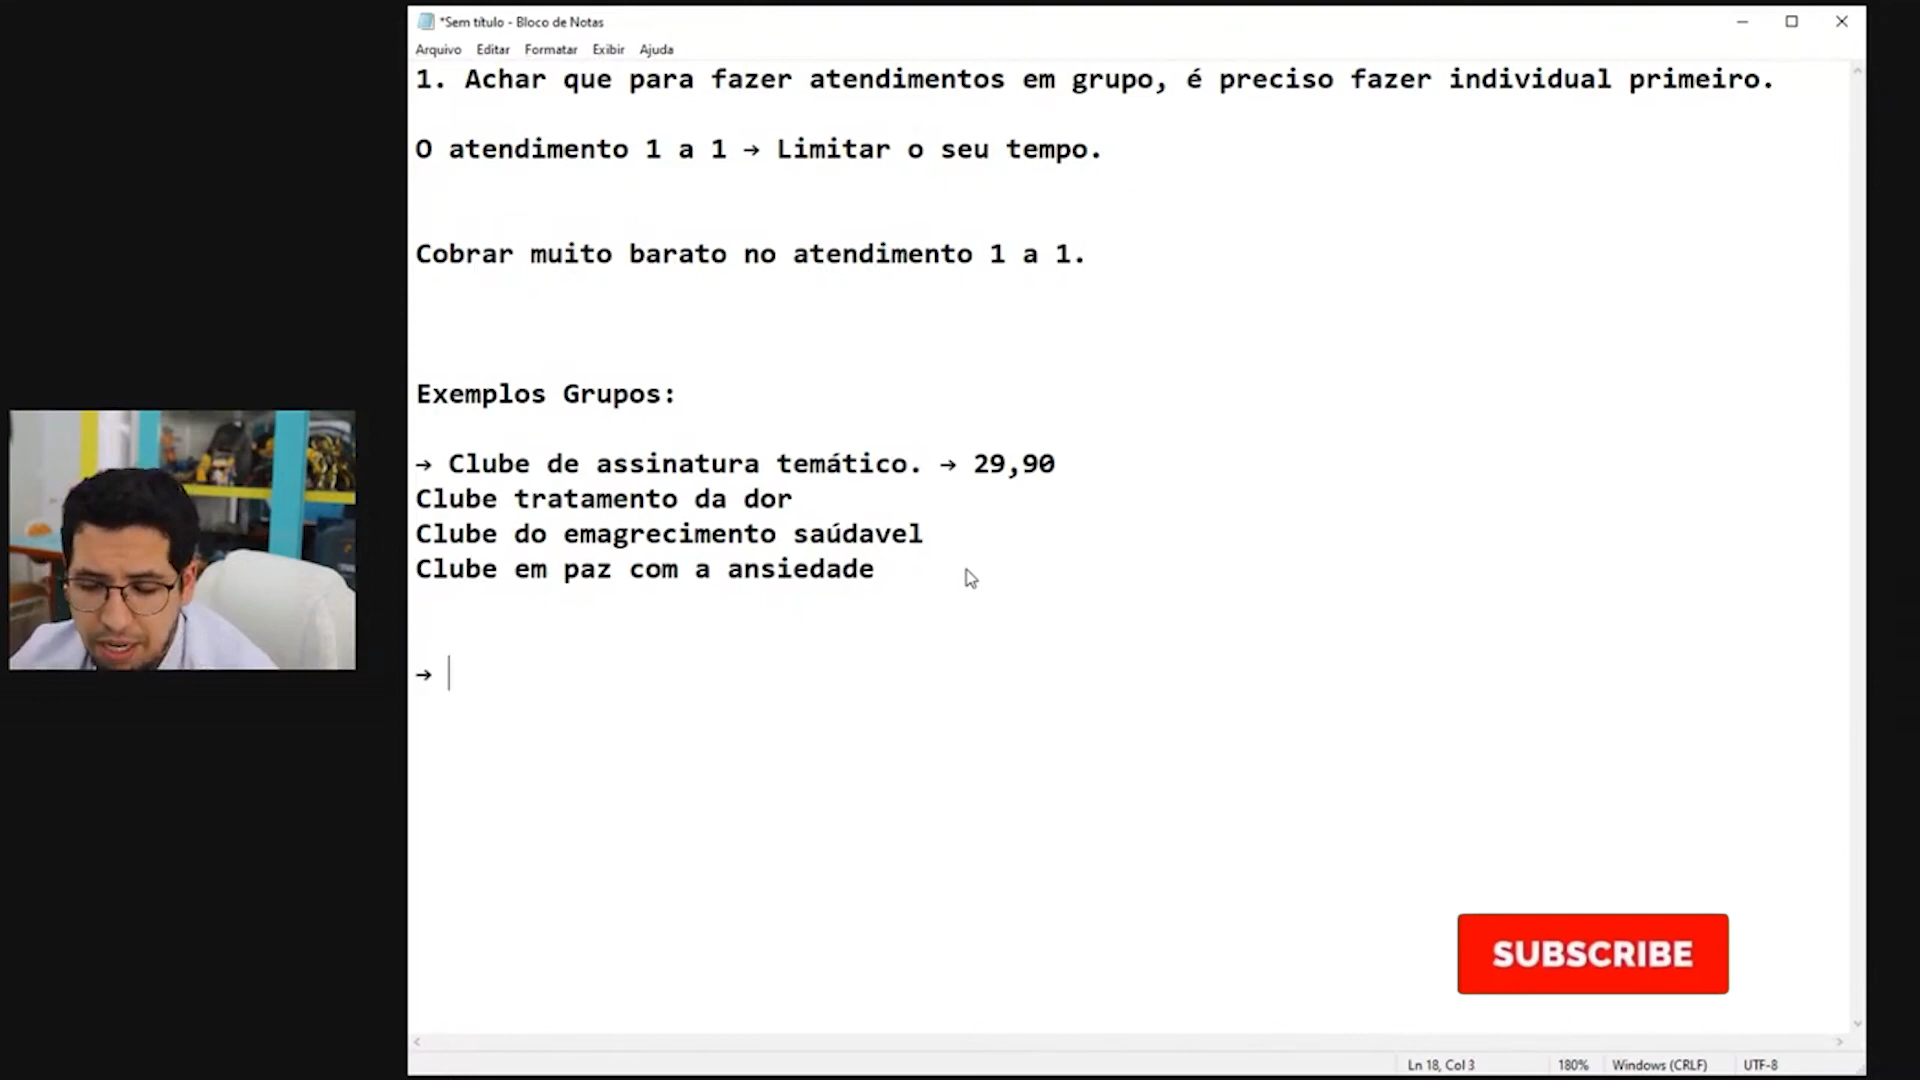 *Sem título - Bloco de Notas
Arquivo Editar Formatar Exibir Ajuda
1. Achar que para fazer atendimentos em grupo, é preciso fazer individual primeiro.
O atendimento 1 a 1 → Limitar o seu tempo.
Cobrar muito barato no atendimento 1 a 1.
Exemplos Grupos:
→ Clube de assinatura temático. → 29,90
Clube tratamento da dor
Clube do emagrecimento saúdavel
Clube em paz com a ansiedade
→
SUBSCRIBE
Ln 18, Col 3 180% Windows (CRLF) UTF-8